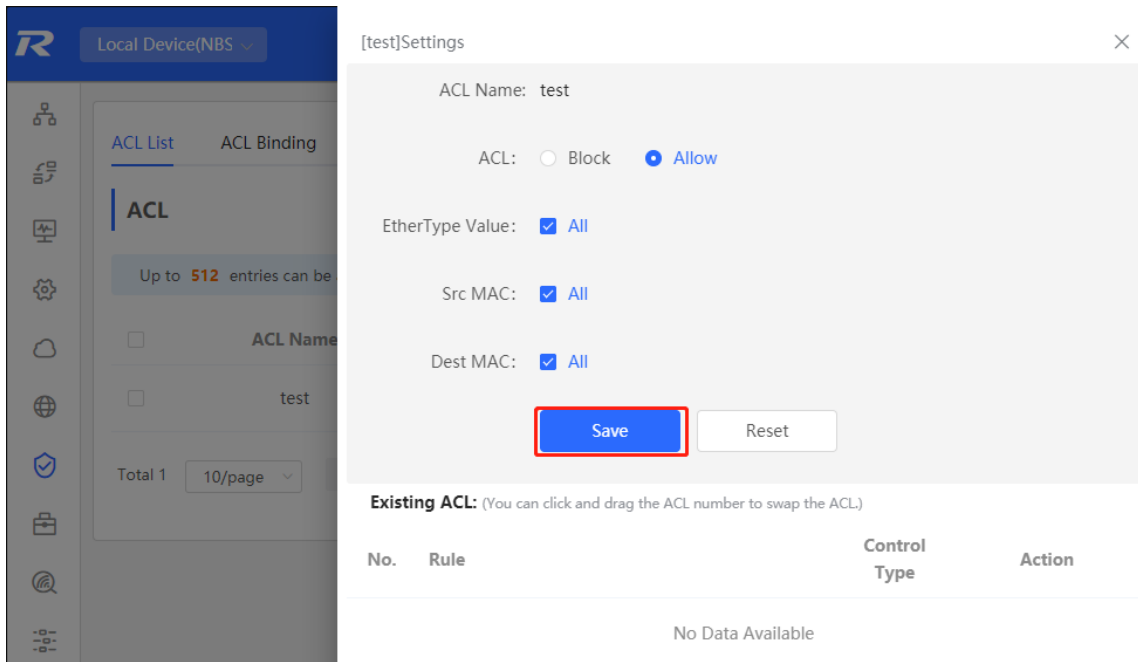 R
Local Device(NBS
[test]Settings
ACL Name: test
ACL List ACL Binding
ACL: Block Allow
ACL
EtherType Value: All
Up to 512 entries can be
Src MAC: All
ACL Name
Dest MAC: All
test
Save Reset
Total 1 10/page
Existing ACL: (You can click and drag the ACL number to swap the ACL.)
No. Rule Control Type Action
No Data Available